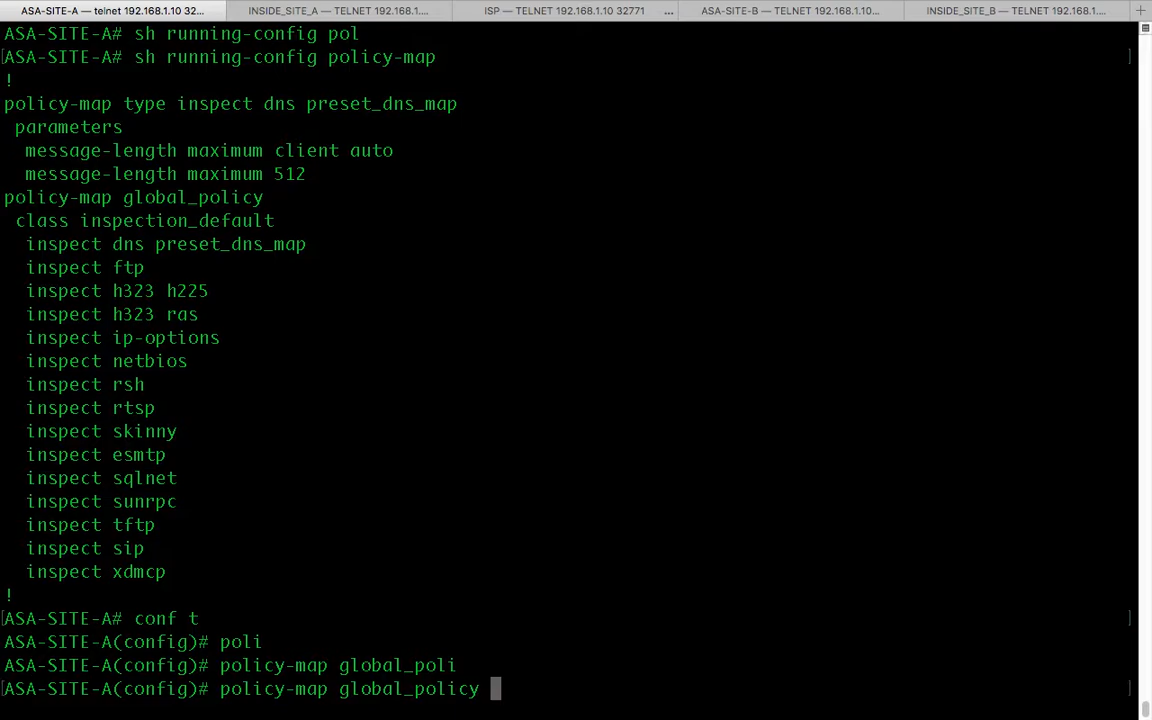 ASA-SITE-A — telnet 192.168.1.10 32...
INSIDE_SITE_A — TELNET 192.168.1....
ISP — TELNET 192.168.1.10 32771
...
ASA-SITE-B — TELNET 192.168.1.10...
INSIDE_SITE_B — TELNET 192.168.1....
ASA-SITE-A# sh running-config pol
[ASA-SITE-A# sh running-config policy-map ]
!
policy-map type inspect dns preset_dns_map
parameters
message-length maximum client auto
message-length maximum 512
policy-map global_policy
class inspection_default
inspect dns preset_dns_map
inspect ftp
inspect h323 h225
inspect h323 ras
inspect ip-options
inspect netbios
inspect rsh
inspect rtsp
inspect skinny
inspect esmtp
inspect sqlnet
inspect sunrpc
inspect tftp
inspect sip
inspect xdmcp
!
[ASA-SITE-A# conf t ]
ASA-SITE-A(config)# poli
ASA-SITE-A(config)# policy-map global_poli
[ASA-SITE-A(config)# policy-map global_policy ]